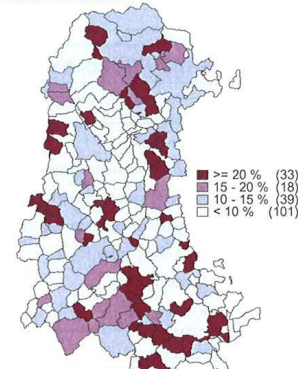 >= 20 % (33)
15 - 20 % (18)
10 - 15 % (39)
< 10 % (101)